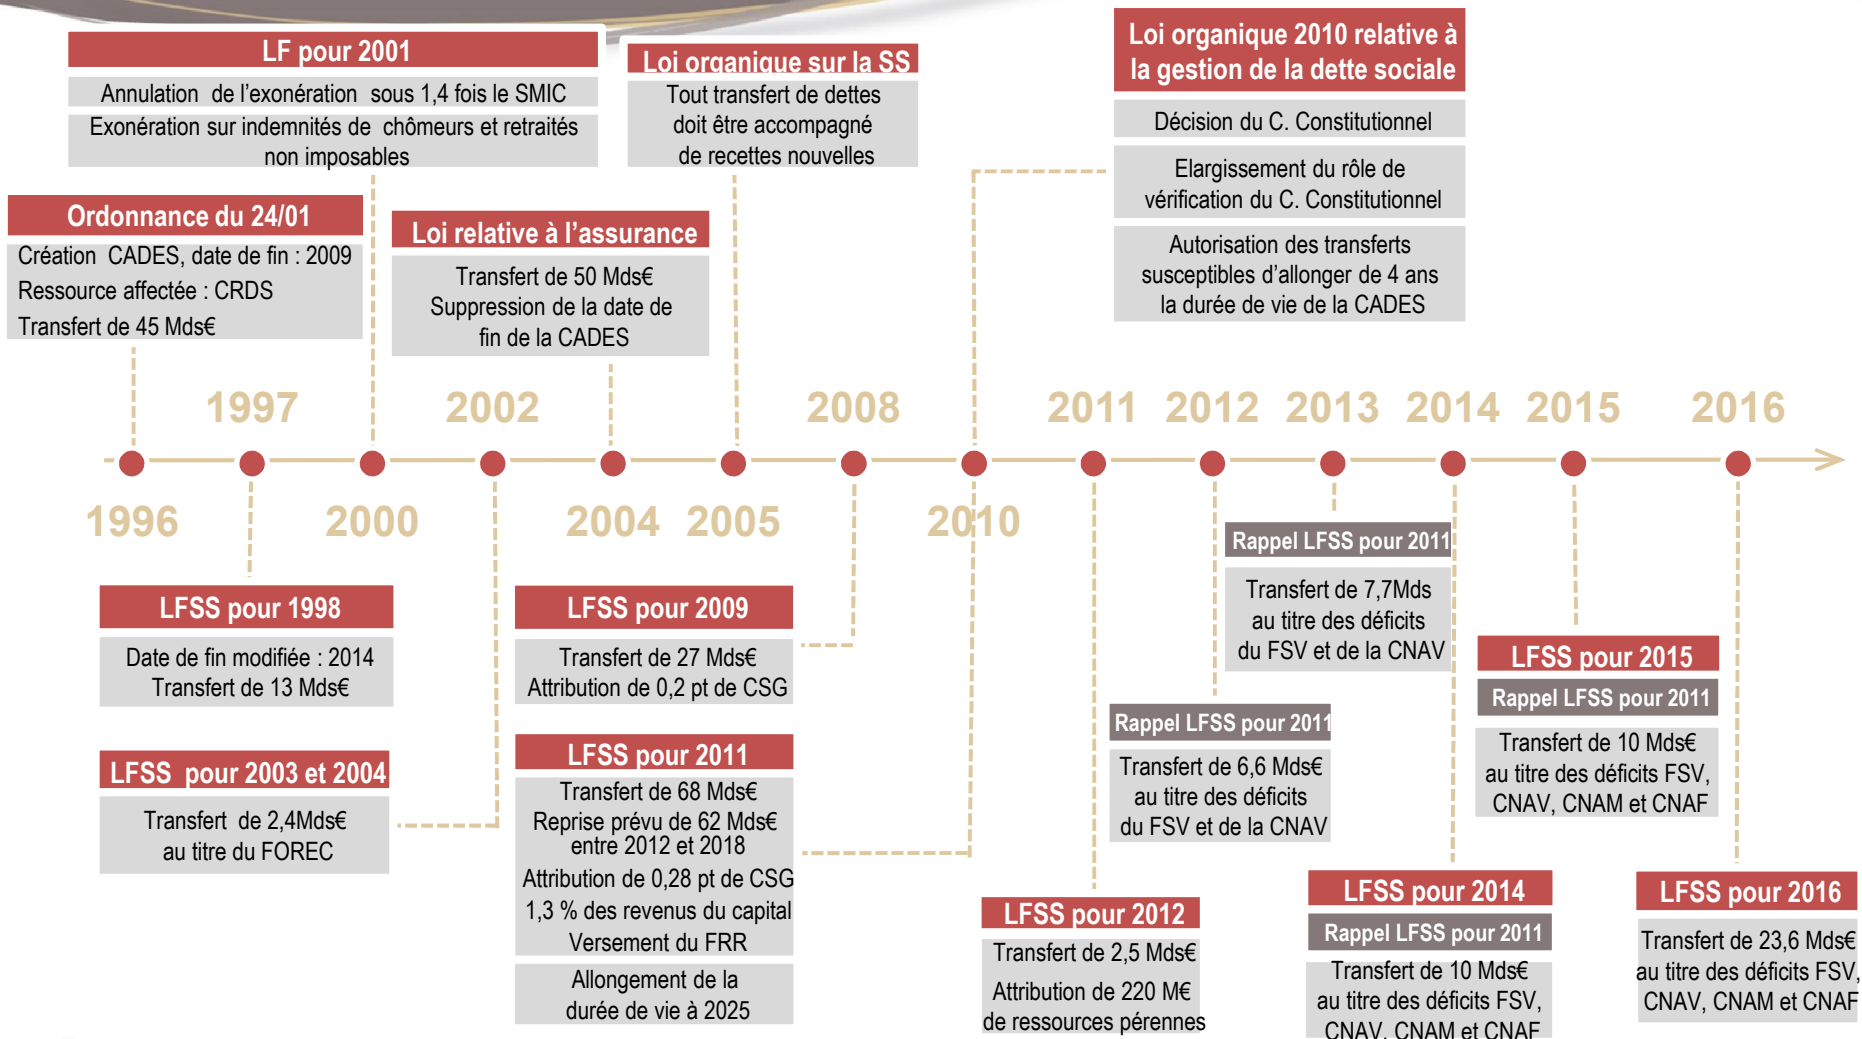 LF pour 2001
Annulation de l'exonération sous 1,4 fois le SMIC
Exonération sur indemnités de chômeurs et retraités
non imposables
Loi organique sur la SS
Tout transfert de dettes
doit être accompagné
de recettes nouvelles
Loi organique 2010 relative à
la gestion de la dette sociale
Décision du C. Constitutionnel
Elargissement du rôle de
vérification du C. Constitutionnel
Autorisation des transferts
susceptibles d'allonger de 4 ans
la durée de vie de la CADES
Ordonnance du 24/01
Création CADES, date de fin : 2009
Ressource affectée : CRDS
Transfert de 45 Mds€
Loi relative à l'assurance
Transfert de 50 Mds€
Suppression de la date de
fin de la CADES
1997
2002
2008
2011
2012
2013
2014
2015
2016
1996
2000
2004
2005
2010
LFSS pour 1998
Date de fin modifiée : 2014
Transfert de 13 Mds€
LFSS pour 2003 et 2004
Transfert de 2,4Mds€
au titre du FOREC
LFSS pour 2009
Transfert de 27 Mds€
Attribution de 0,2 pt de CSG
LFSS pour 2011
Transfert de 68 Mds€
Reprise prévu de 62 Mds€
entre 2012 et 2018
Attribution de 0,28 pt de CSG
1,3 % des revenus du capital
Versement du FRR
Allongement de la
durée de vie à 2025
LFSS pour 2012
Transfert de 2,5 Mds€
Attribution de 220 M€
de ressources pérennes
Rappel LFSS pour 2011
Transfert de 6,6 Mds€
au titre des déficits
du FSV et de la CNAV
Rappel LFSS pour 2011
Transfert de 7,7Mds
au titre des déficits
du FSV et de la CNAV
LFSS pour 2014
Rappel LFSS pour 2011
Transfert de 10 Mds€
au titre des déficits FSV,
CNAV, CNAM et CNAF
LFSS pour 2015
Rappel LFSS pour 2011
Transfert de 10 Mds€
au titre des déficits FSV,
CNAV, CNAM et CNAF
LFSS pour 2016
Transfert de 23,6 Mds€
au titre des déficits FSV,
CNAV, CNAM et CNAF